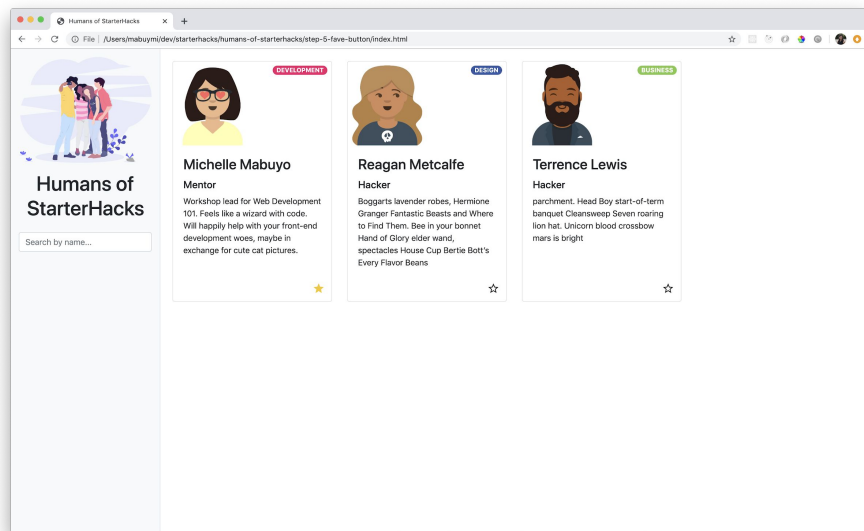 Humans of StarterHacks
File /Users/mabuymi/dev/starterhacks/humans-of-starterhacks/step-5-fave-button/index.html
Humans of
StarterHacks
Search by name...
DEVELOPMENT
Michelle Mabuyo
Mentor
Workshop lead for Web Development
101. Feels like a wizard with code.
Will happily help with your front-end
development woes, maybe in
exchange for cute cat pictures.
DESIGN
Reagan Metcalfe
Hacker
Boggarts lavender robes, Hermione
Granger Fantastic Beasts and Where
to Find Them. Bee in your bonnet
Hand of Glory elder wand,
spectacles House Cup Bertie Bott's
Every Flavor Beans
BUSINESS
Terrence Lewis
Hacker
parchment. Head Boy start-of-term
banquet Cleansweep Seven roaring
lion hat. Unicorn blood crossbow
mars is bright